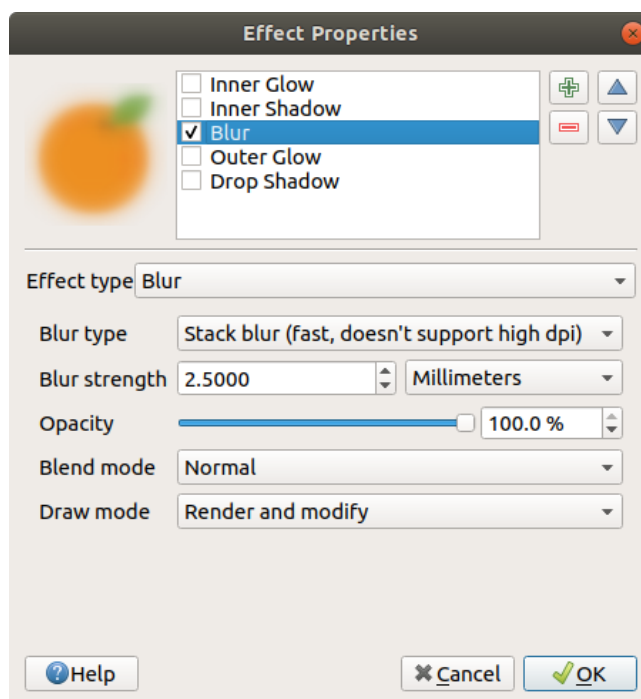 Effect Properties
Inner Glow
Inner Shadow
Blur
Outer Glow
Drop Shadow
Effect type Blur
Blur type Stack blur (fast, doesn't support high dpi)
Blur strength 2.5000 Millimeters
Opacity 100.0 %
Blend mode Normal
Draw mode Render and modify
Help Cancel OK